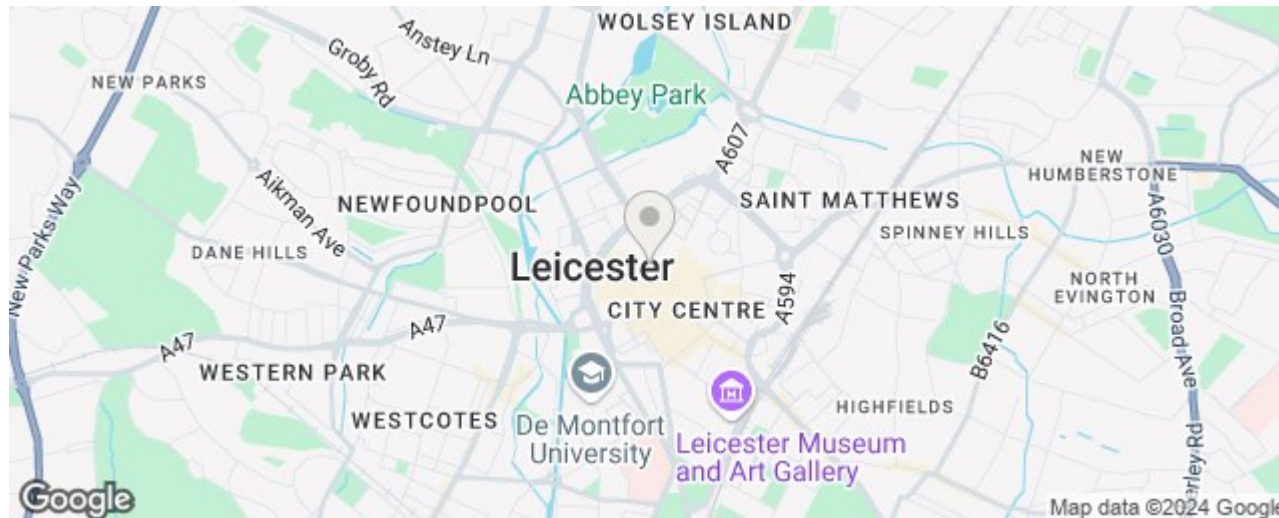 WOLSEY ISLAND
Anstey Ln
Groby Rd
NEW PARKS
Abbey Park
A607
NEW
HUMBERSTONE
New Parks Way
Aikman Ave
NEWFOUNDPOOL
SAINT MATTHEWS
A6030
SPINNEY HILLS
DANE HILLS
Leicester
NORTH
EVINGTON
CITY CENTRE
A594
Broad Ave
A47
A47
B6416
WESTERN PARK
WESTCOTES
HIGHFIELDS
De Montfort
University
Leicester Museum
and Art Gallery
erley Rd
Google
Map data ©2024 Google